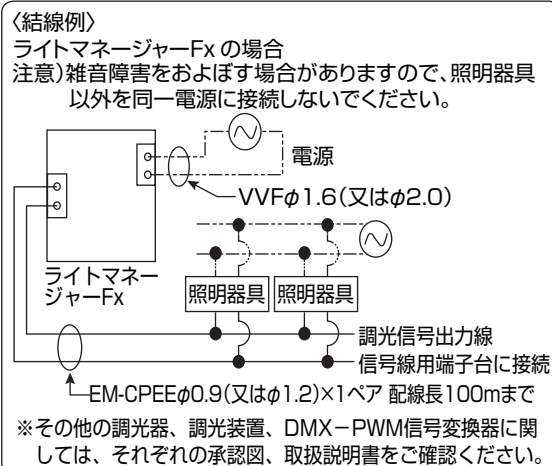 〈結線例〉
ライトマネージャーFx の場合
注意)雑音障害をおよぼす場合がありますので、照明器具
以外を同一電源に接続しないでください。
電源
VVFφ1.6(又はφ2.0)
ライトマネー
ジャーFx
照明器具
照明器具
調光信号出力線
信号線用端子台に接続
EM-CPEEφ0.9(又はφ1.2)×1ペア 配線長100mまで
※その他の調光器、調光装置、DMX−PWM信号変換器に関
しては、それぞれの承認図、取扱説明書をご確認ください。